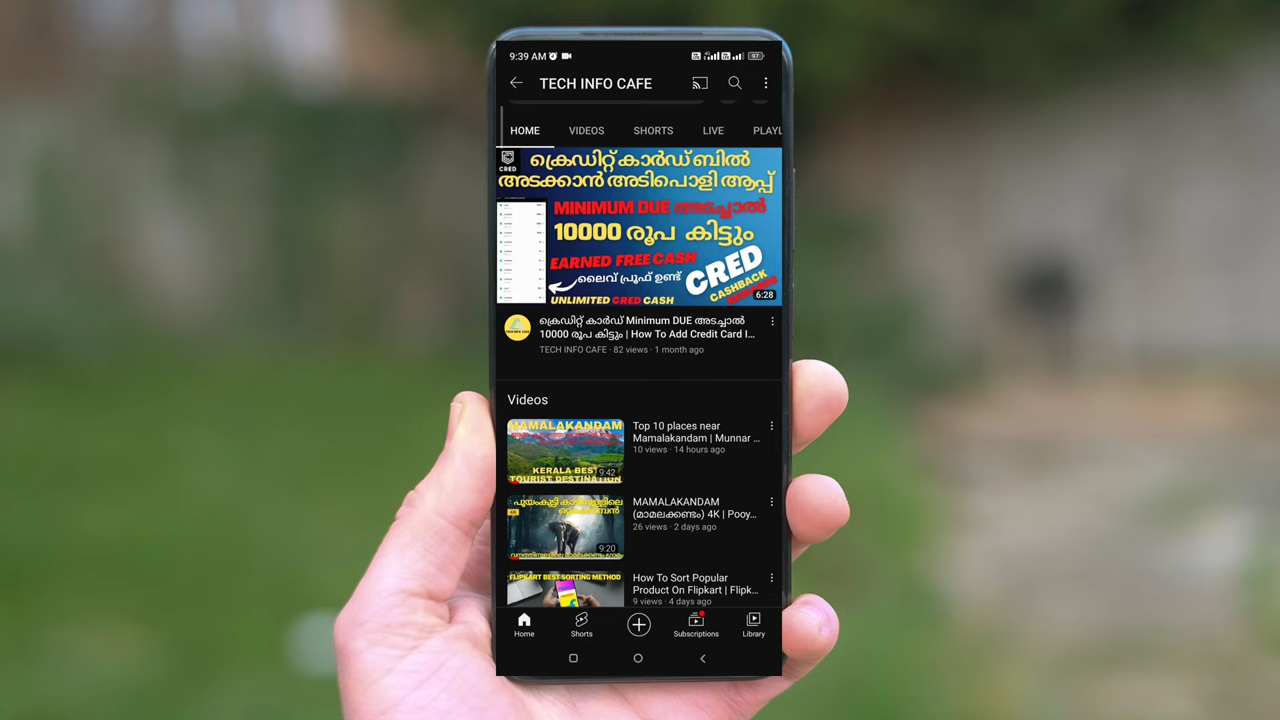 9:39 AM
97
TECH INFO CAFE
HOME VIDEOS SHORTS LIVE PLAYL
CRED
ക്രെഡിറ്റ് കാർഡ് ബിൽ
അടക്കാൻ അടിപൊളി ആപ്പ്
MINIMUM DUE അടച്ചാൽ
10000 രൂപ കിട്ടും
EARNED FREE CASH
ലൈവ് പ്രൂഫ് ഉണ്ട്
UNLIMITED CRED CASH
CRED
CASHBACK
6:28
ക്രെഡിറ്റ് കാർഡ് Minimum DUE അടച്ചാൽ
10000 രൂപ കിട്ടും | How To Add Credit Card I...
TECH INFO CAFE · 82 views · 1 month ago
Videos
MAMALAKANDAM
KERALA BEST
TOURIST DESTINATION
9:42
Top 10 places near
Mamalakandam | Munnar ...
10 views · 14 hours ago
4K
9:20
MAMALAKANDAM
(മാമലക്കണ്ടം) 4K | Pooy...
26 views · 2 days ago
FLIPKART BEST SORTING METHOD
How To Sort Popular
Product On Flipkart | Flipk...
9 views · 4 days ago
Home Shorts Subscriptions Library